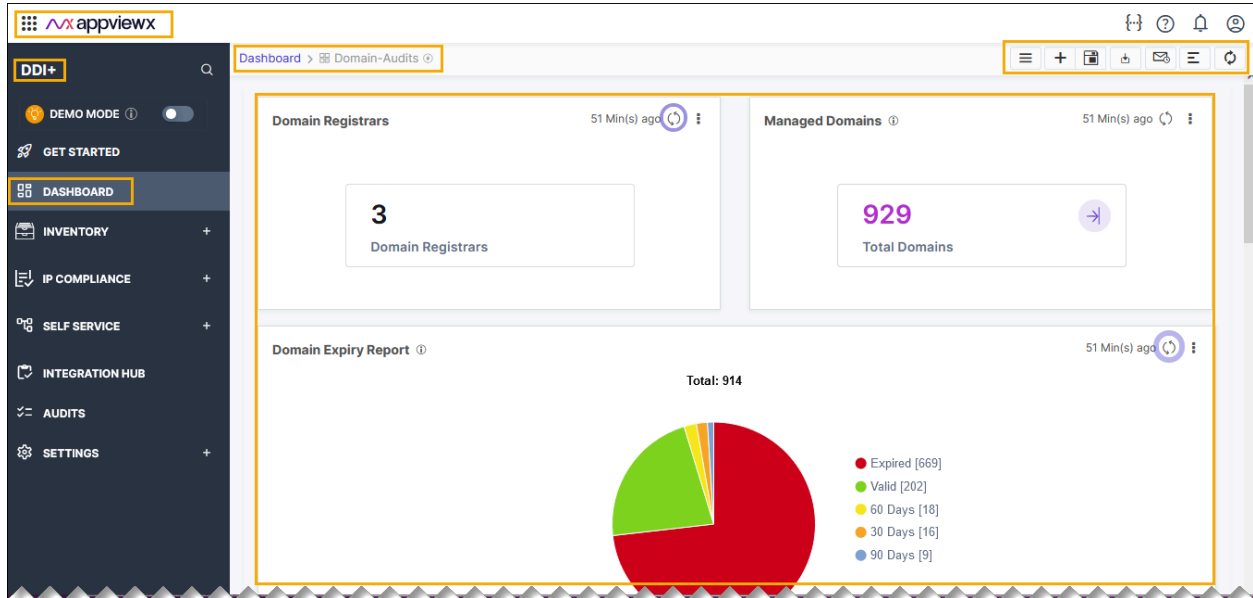 appviewx
DDI+
Dashboard > Domain-Audits
DEMO MODE
GET STARTED
DASHBOARD
INVENTORY +
IP COMPLIANCE +
SELF SERVICE +
INTEGRATION HUB
AUDITS
SETTINGS +
Domain Registrars 51 Min(s) ago
3
Domain Registrars
Managed Domains 51 Min(s) ago
929
Total Domains
Domain Expiry Report 51 Min(s) ago
Total: 914
Expired [669]
Valid [202]
60 Days [18]
30 Days [16]
90 Days [9]